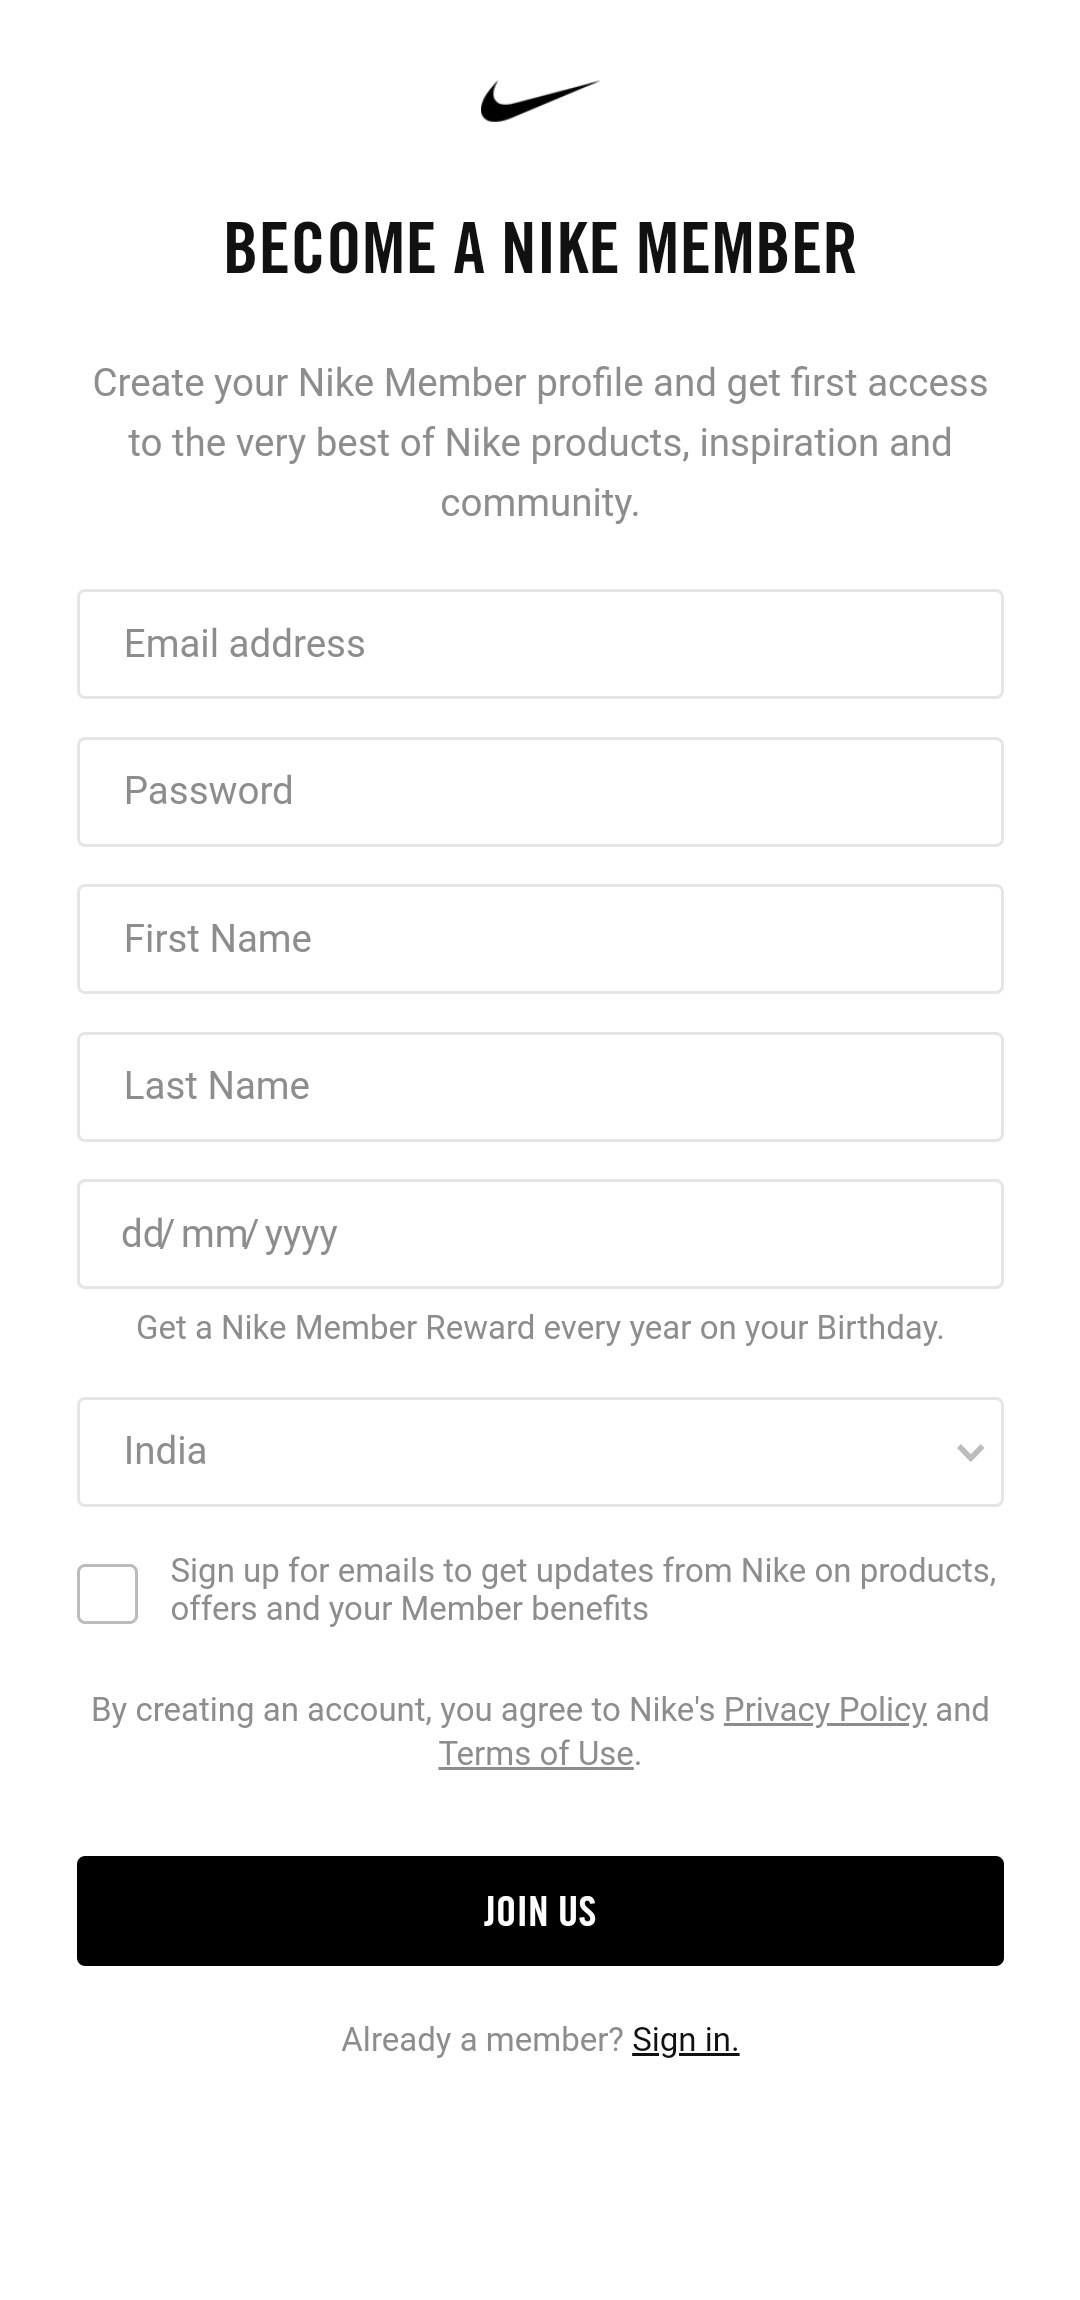 BECOME A NIKE MEMBER
Create your Nike Member profile and get first access
to the very best of Nike products, inspiration and
community.
Email address
Password
First Name
Last Name
dd/ mm/ yyyy
Get a Nike Member Reward every year on your Birthday.
India
Sign up for emails to get updates from Nike on products,
offers and your Member benefits
By creating an account, you agree to Nike's Privacy Policy and
Terms of Use.
JOIN US
Already a member? Sign in.